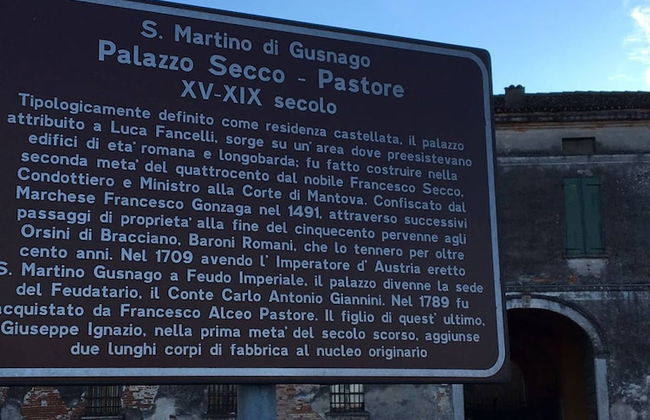 S. Martino di Gusnago
Palazzo Secco - Pastore
XV-XIX secolo
Tipologicamente definito come residenza castellata, il palazzo
attribuito a Luca Fancelli, sorge su un' area dove preesistevano
edifici di eta' romana e longobarda; fu fatto costruire nella
seconda meta' del quattrocento dal nobile Francesco Secco,
Condottiero e Ministro alla Corte di Mantova. Confiscato dal
Marchese Francesco Gonzaga nel 1491, attraverso successivi
passaggi di proprieta' alla fine del cinquecento pervenne agli
Orsini di Bracciano, Baroni Romani, che lo tennero per oltre
cento anni. Nel 1709 avendo l' Imperatore d' Austria eretto
S. Martino Gusnago a Feudo Imperiale, il palazzo divenne la sede
del Feudatario, il Conte Carlo Antonio Giannini. Nel 1789 fu
acquistato da Francesco Alceo Pastore. Il figlio di quest' ultimo,
Giuseppe Ignazio, nella prima meta' del secolo scorso, aggiunse
due lunghi corpi di fabbrica al nucleo originario